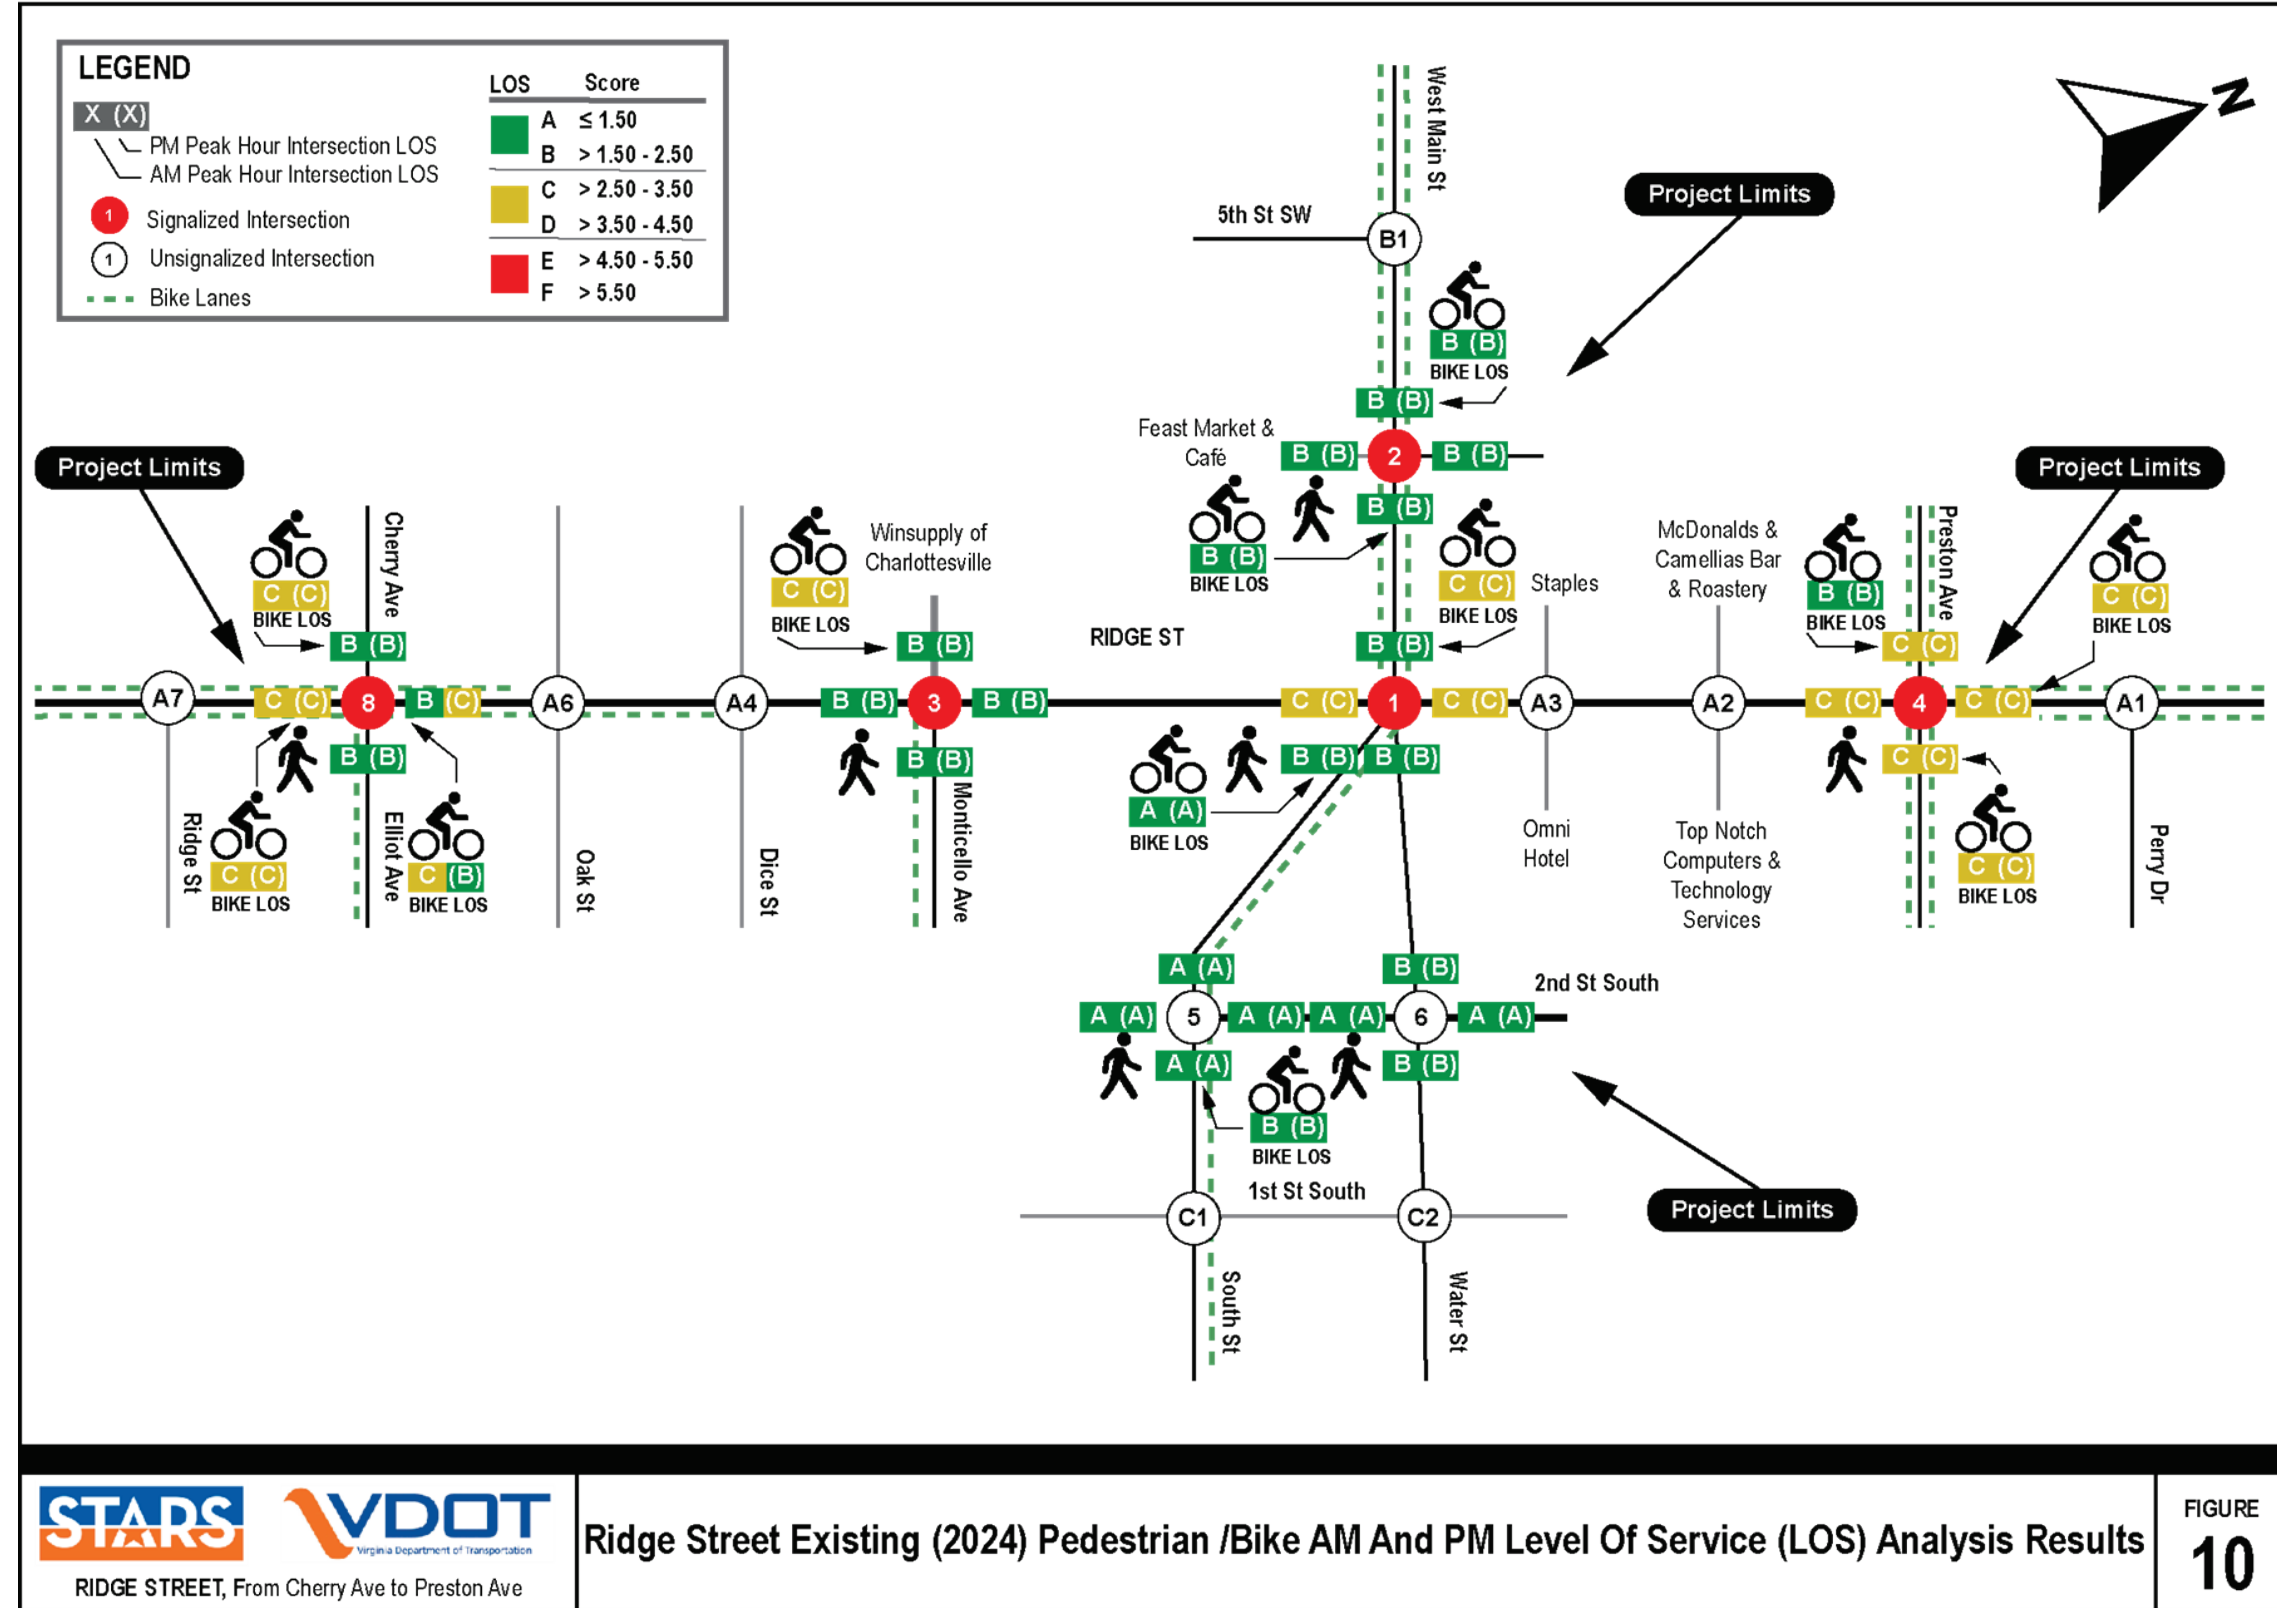 LEGEND
X (X)
PM Peak Hour Intersection LOS
AM Peak Hour Intersection LOS
1 Signalized Intersection
1 Unsignalized Intersection
Bike Lanes
LOS Score
A ≤ 1.50
B > 1.50 - 2.50
C > 2.50 - 3.50
D > 3.50 - 4.50
E > 4.50 - 5.50
F > 5.50
West Main St
N
Project Limits
5th St SW
B1
B (B)
BIKE LOS
B (B)
Feast Market &
Café
B (B)
2
B (B)
B (B)
B (B)
BIKE LOS
C (C)
BIKE LOS
Project Limits
Project Limits
Cherry Ave
C (C)
BIKE LOS
B (B)
Winsupply of
Charlottesville
C (C)
BIKE LOS
B (B)
RIDGE ST
B (B)
Staples
McDonalds &
Camellias Bar
& Roastery
B (B)
BIKE LOS
Preston Ave
C (C)
C (C)
BIKE LOS
A7
C (C)
8
B (C)
A6
A4
B (B)
3
B (B)
C (C)
1
C (C)
A3
A2
C (C)
4
C (C)
A1
B (B)
B (B)
B (B)
B (B)
C (C)
Ridge St
C (C)
BIKE LOS
Elliot Ave
C (B)
BIKE LOS
Oak St
Dice St
Monticello Ave
A (A)
BIKE LOS
Omni
Hotel
Top Notch
Computers &
Technology
Services
C (C)
BIKE LOS
Perry Dr
A (A)
B (B)
2nd St South
A (A)
5
A (A)
A (A)
6
A (A)
A (A)
B (B)
B (B)
BIKE LOS
1st St South
C1
C2
South St
Water St
Project Limits
STARS
VDOT
Virginia Department of Transportation
RIDGE STREET, From Cherry Ave to Preston Ave
Ridge Street Existing (2024) Pedestrian /Bike AM And PM Level Of Service (LOS) Analysis Results
FIGURE
10